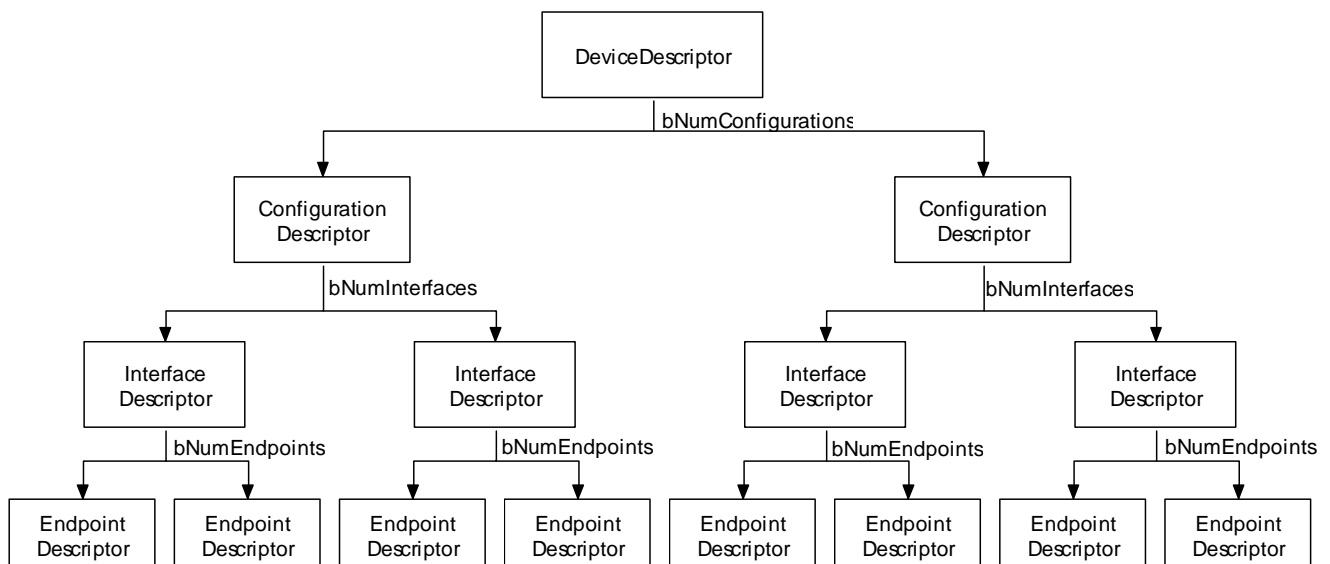 DeviceDescriptor
bNumConfigurations
Configuration
Descriptor
Configuration
Descriptor
bNumInterfaces
bNumInterfaces
Interface
Descriptor
Interface
Descriptor
Interface
Descriptor
Interface
Descriptor
bNumEndpoints
bNumEndpoints
bNumEndpoints
bNumEndpoints
Endpoint
Descriptor
Endpoint
Descriptor
Endpoint
Descriptor
Endpoint
Descriptor
Endpoint
Descriptor
Endpoint
Descriptor
Endpoint
Descriptor
Endpoint
Descriptor